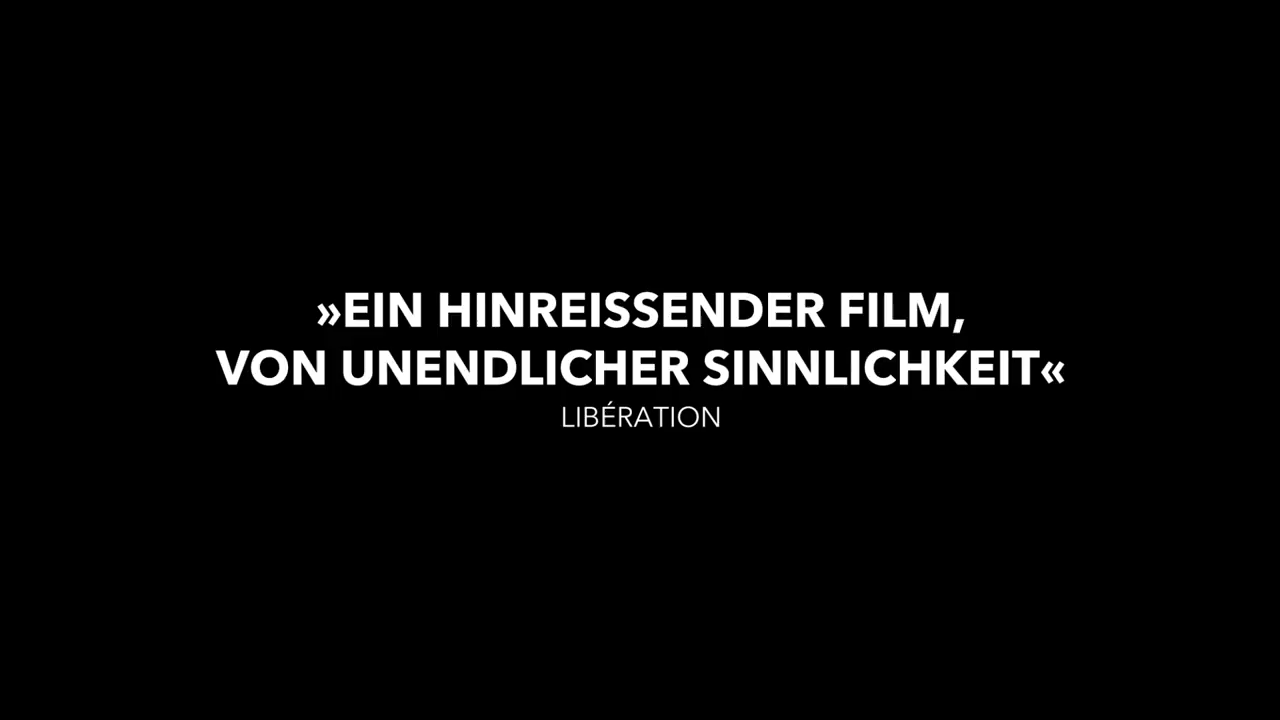 »EIN HINREISSENDER FILM,
VON UNENDLICHER SINNLICHKEIT«
LIBÉRATION